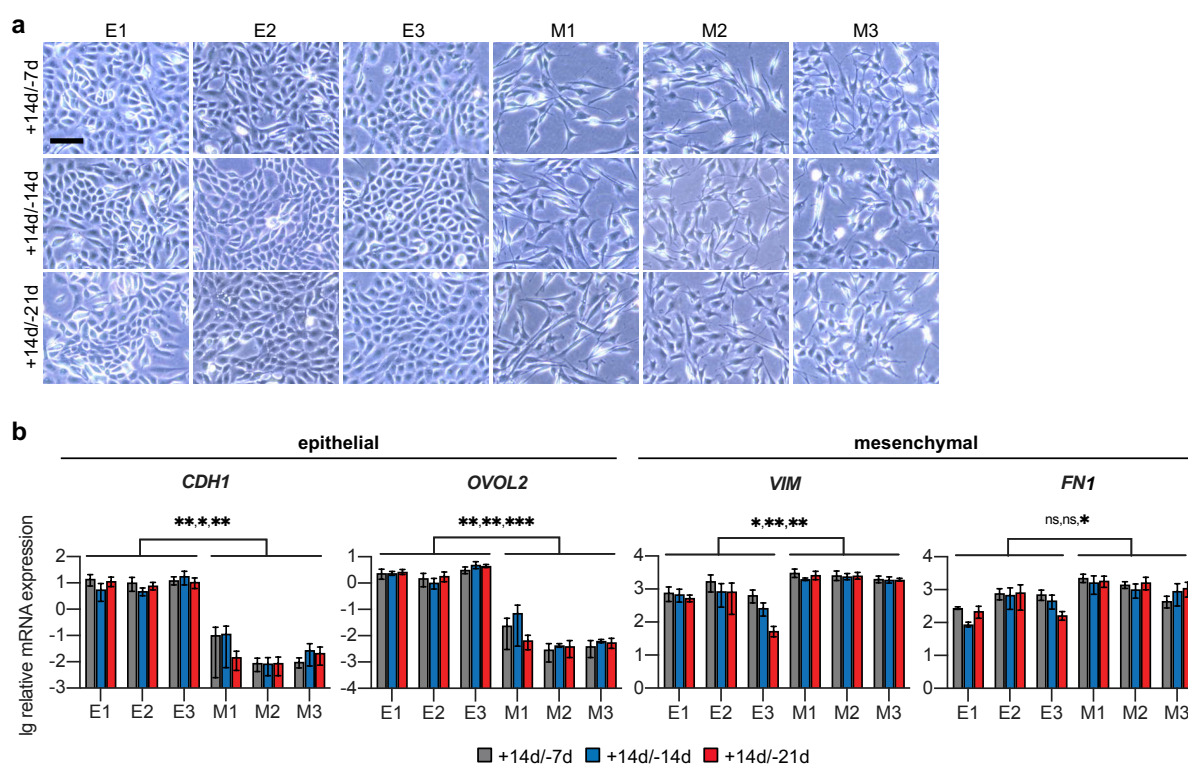 a
E1 E2 E3 M1 M2 M3
+14d/-7d
+14d/-14d
+14d/-21d
b
epithelial mesenchymal
CDH1 OVOL2 VIM FN1
**,*,** **,**,*** *,**,** ns,ns,*
lg relative mRNA expression
2 1 0 -1 -2 -3
1 0 -1 -2 -3 -4
4 3 2 1 0
4 3 2 1 0
E1 E2 E3 M1 M2 M3 E1 E2 E3 M1 M2 M3 E1 E2 E3 M1 M2 M3 E1 E2 E3 M1 M2 M3
+14d/-7d +14d/-14d +14d/-21d